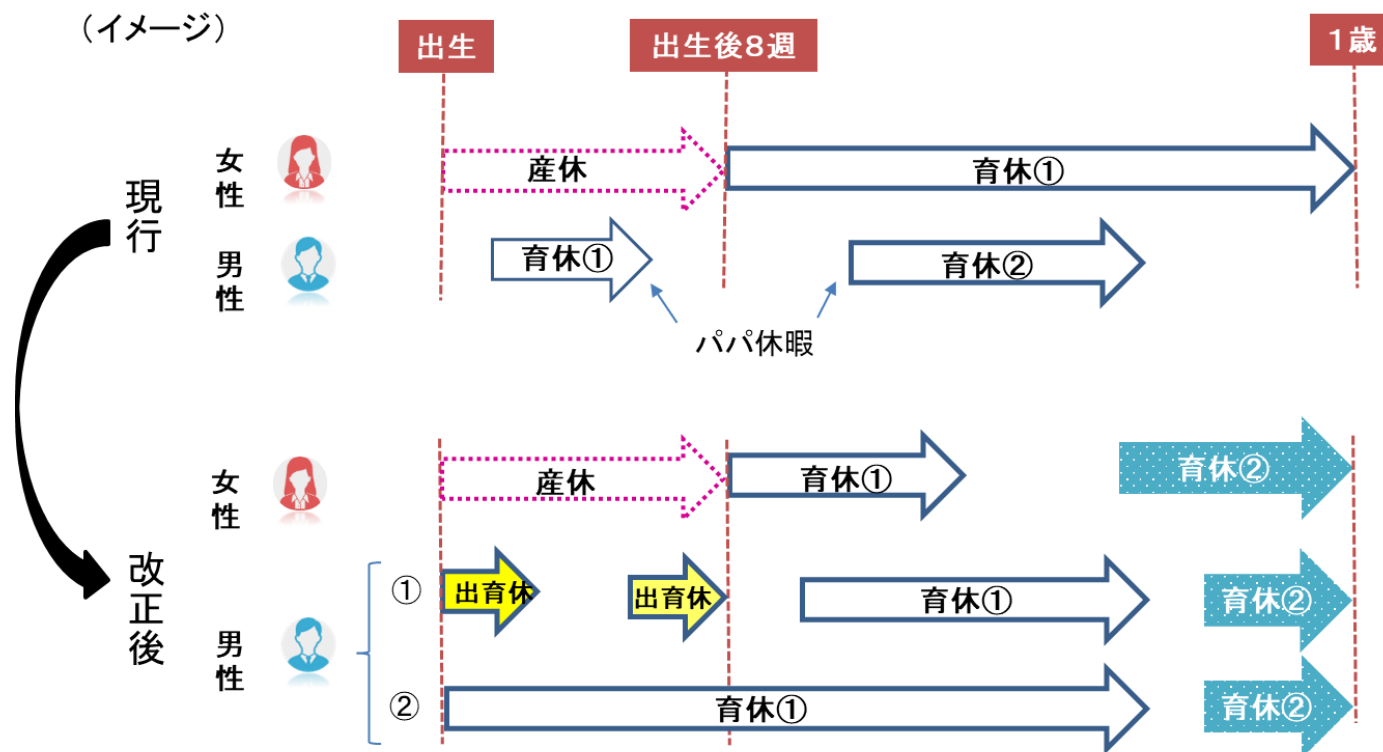 （イメージ）
出生
出生後８週
１歳
現行
女性
産休
育休①
男性
育休①
育休②
パパ休暇
改正後
女性
産休
育休①
育休②
男性
①
出育休
出育休
育休①
育休②
②
育休①
育休②